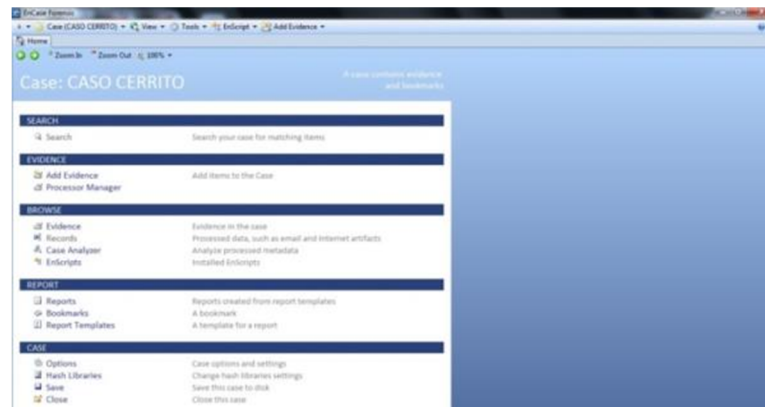 EnCase Forensic
Case (CASO CERRITO) View Tools EnScript Add Evidence
Home
Zoom In Zoom Out 100%
Case: CASO CERRITO
A case contains evidence
and bookmarks
SEARCH
Search Search your case for matching items
EVIDENCE
Add Evidence Add items to the Case
Processor Manager
BROWSE
Evidence Evidence in the case
Records Processed data, such as email and internet artifacts
Case Analyzer Analyze processed metadata
EnScripts Installed EnScripts
REPORT
Reports Reports created from report templates
Bookmarks A bookmark
Report Templates A template for a report
CASE
Options Case options and settings
Hash Libraries Change hash libraries settings
Save Save this case to disk
Close Close this case